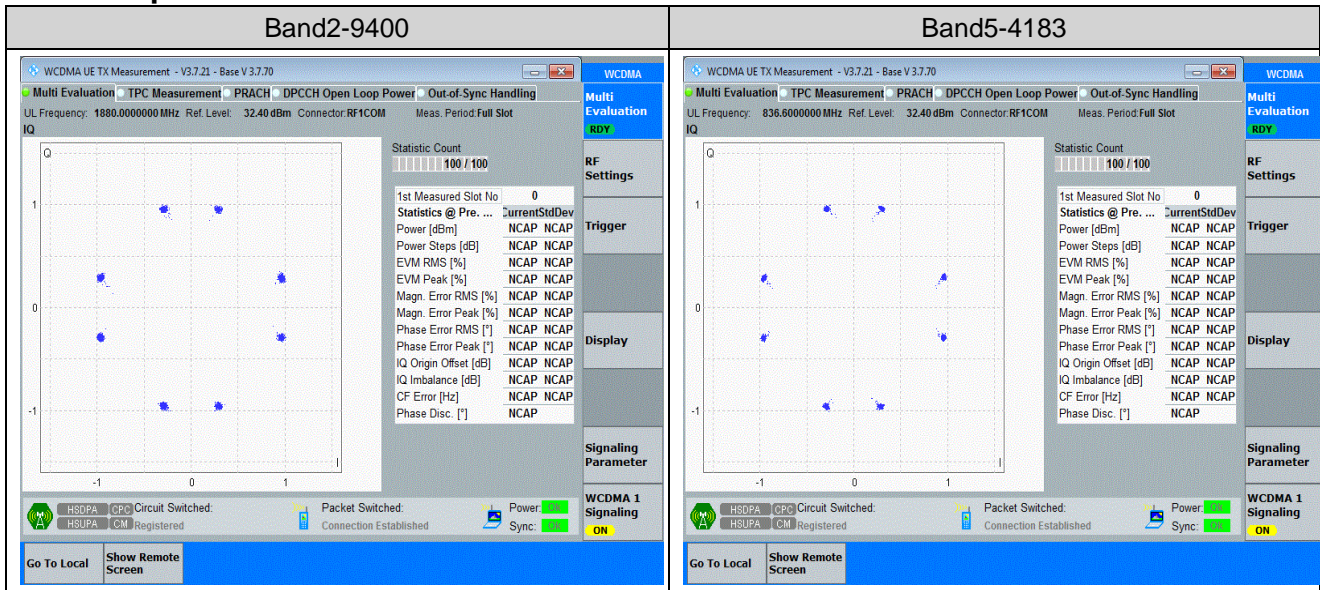 Band2-9400
WCDMA UE TX Measurement - V3.7.21 - Base V 3.7.70
WCDMA
Multi Evaluation TPC Measurement PRACH DPCCH Open Loop Power Out-of-Sync Handling
Multi
Evaluation
RDY
UL Frequency: 1880.0000000 MHz Ref. Level: 32.40 dBm Connector: RF1COM Meas. Period: Full Slot
IQ
Q
1
0
-1
-1 0 1
I
Statistic Count
100 / 100
1st Measured Slot No 0
Statistics @ Pre. ... Current StdDev
Power [dBm] NCAP NCAP
Power Steps [dB] NCAP NCAP
EVM RMS [%] NCAP NCAP
EVM Peak [%] NCAP NCAP
Magn. Error RMS [%] NCAP NCAP
Magn. Error Peak [%] NCAP NCAP
Phase Error RMS [°] NCAP NCAP
Phase Error Peak [°] NCAP NCAP
IQ Origin Offset [dB] NCAP NCAP
IQ Imbalance [dB] NCAP NCAP
CF Error [Hz] NCAP NCAP
Phase Disc. [°] NCAP
RF
Settings
Trigger
Display
Signaling
Parameter
WCDMA 1
Signaling
ON
HSDPA CPC Circuit Switched:
HSUPA CM Registered
Packet Switched:
Connection Established
Power: Ok
Sync: Ok
Go To Local
Show Remote
Screen
Band5-4183
WCDMA UE TX Measurement - V3.7.21 - Base V 3.7.70
WCDMA
Multi Evaluation TPC Measurement PRACH DPCCH Open Loop Power Out-of-Sync Handling
Multi
Evaluation
RDY
UL Frequency: 836.6000000 MHz Ref. Level: 32.40 dBm Connector: RF1COM Meas. Period: Full Slot
IQ
Q
1
0
-1
-1 0 1
I
Statistic Count
100 / 100
1st Measured Slot No 0
Statistics @ Pre. ... Current StdDev
Power [dBm] NCAP NCAP
Power Steps [dB] NCAP NCAP
EVM RMS [%] NCAP NCAP
EVM Peak [%] NCAP NCAP
Magn. Error RMS [%] NCAP NCAP
Magn. Error Peak [%] NCAP NCAP
Phase Error RMS [°] NCAP NCAP
Phase Error Peak [°] NCAP NCAP
IQ Origin Offset [dB] NCAP NCAP
IQ Imbalance [dB] NCAP NCAP
CF Error [Hz] NCAP NCAP
Phase Disc. [°] NCAP
RF
Settings
Trigger
Display
Signaling
Parameter
WCDMA 1
Signaling
ON
HSDPA CPC Circuit Switched:
HSUPA CM Registered
Packet Switched:
Connection Established
Power: Ok
Sync: Ok
Go To Local
Show Remote
Screen